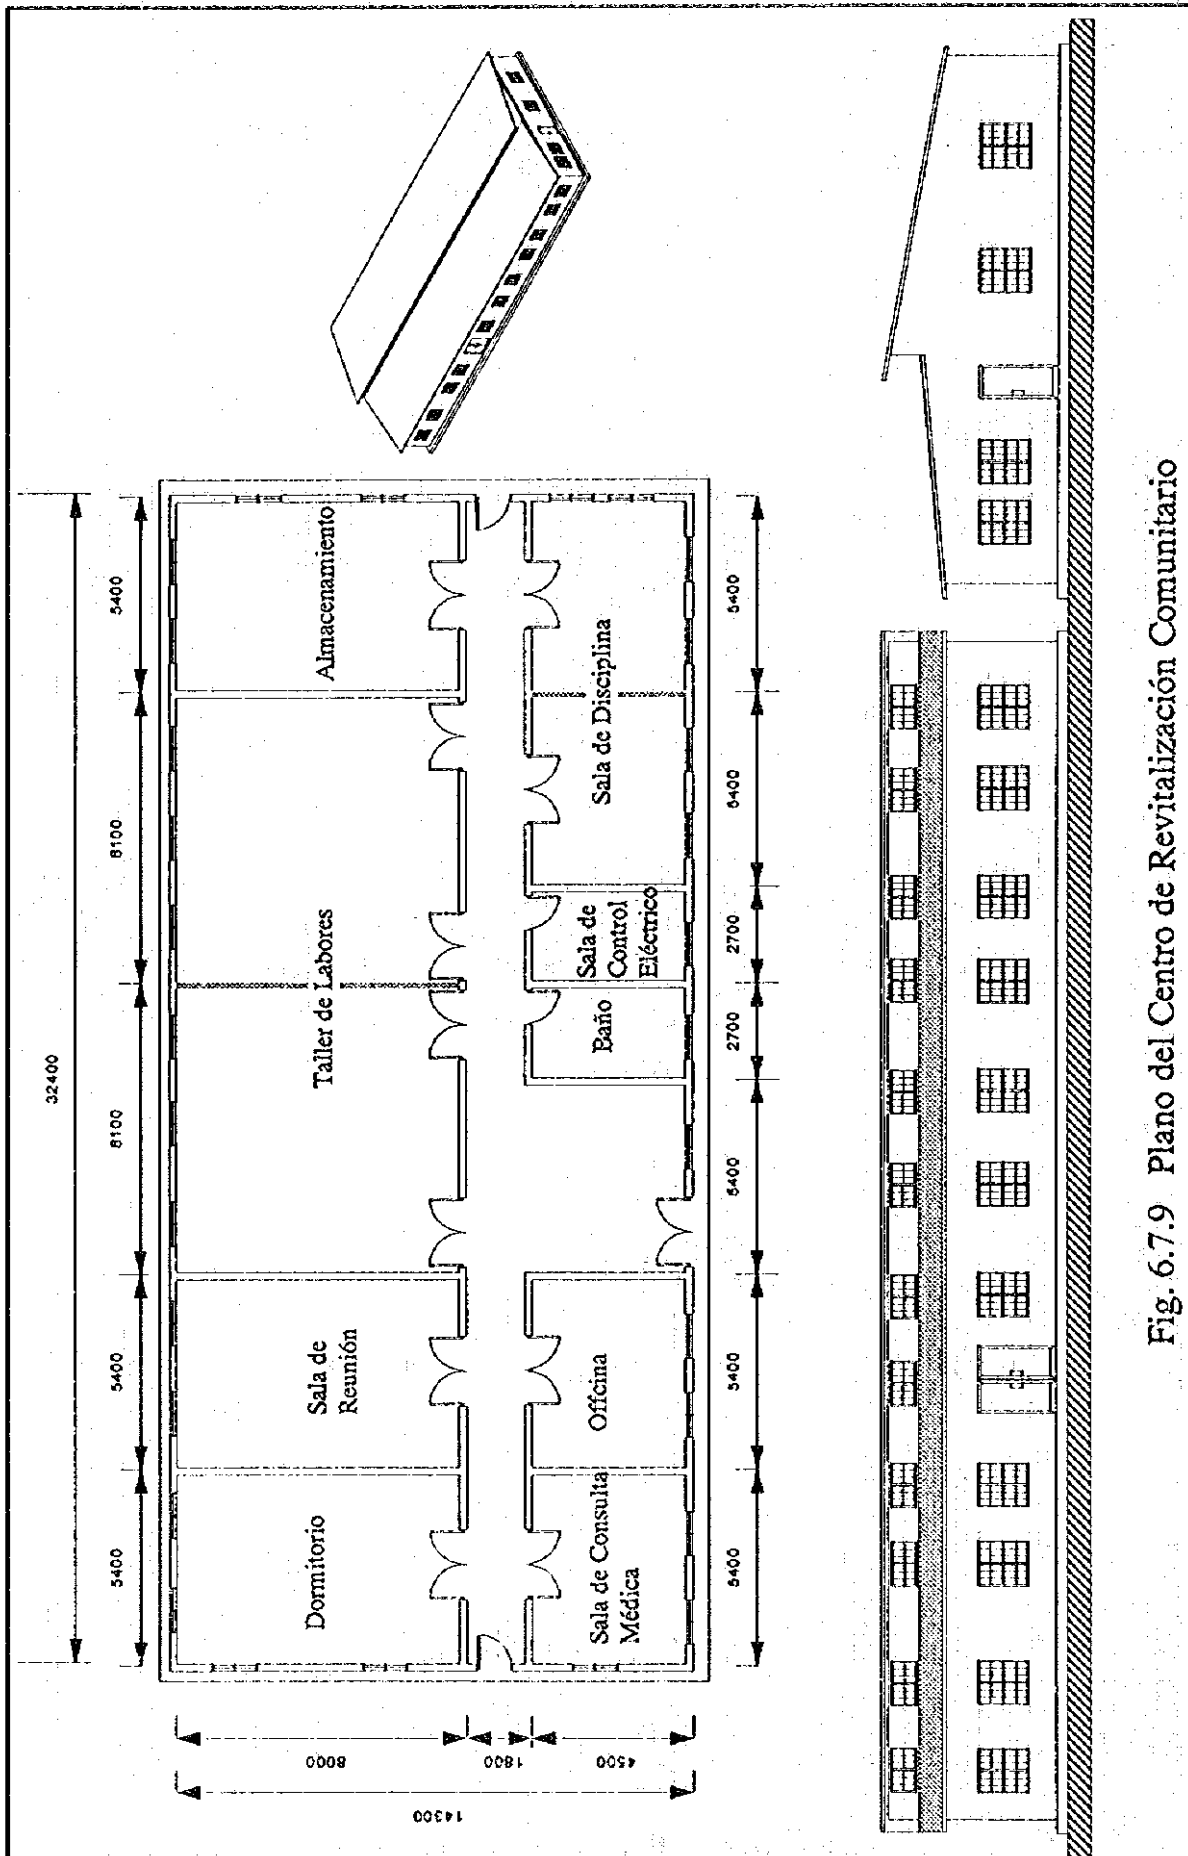 32400
5400
5400
8100
8100
5400
14300
8000
1800
4500
Dormitorio
Sala de
Reunión
Taller de Labores
Almacenamiento
Sala de Consulta
Médica
Offcina
Baño
Sala de
Control
Eléctrico
Sala de Disciplina
5400
5400
5400
2700
2700
5400
5400
Fig. 6.7.9 Plano del Centro de Revitalización Comunitario